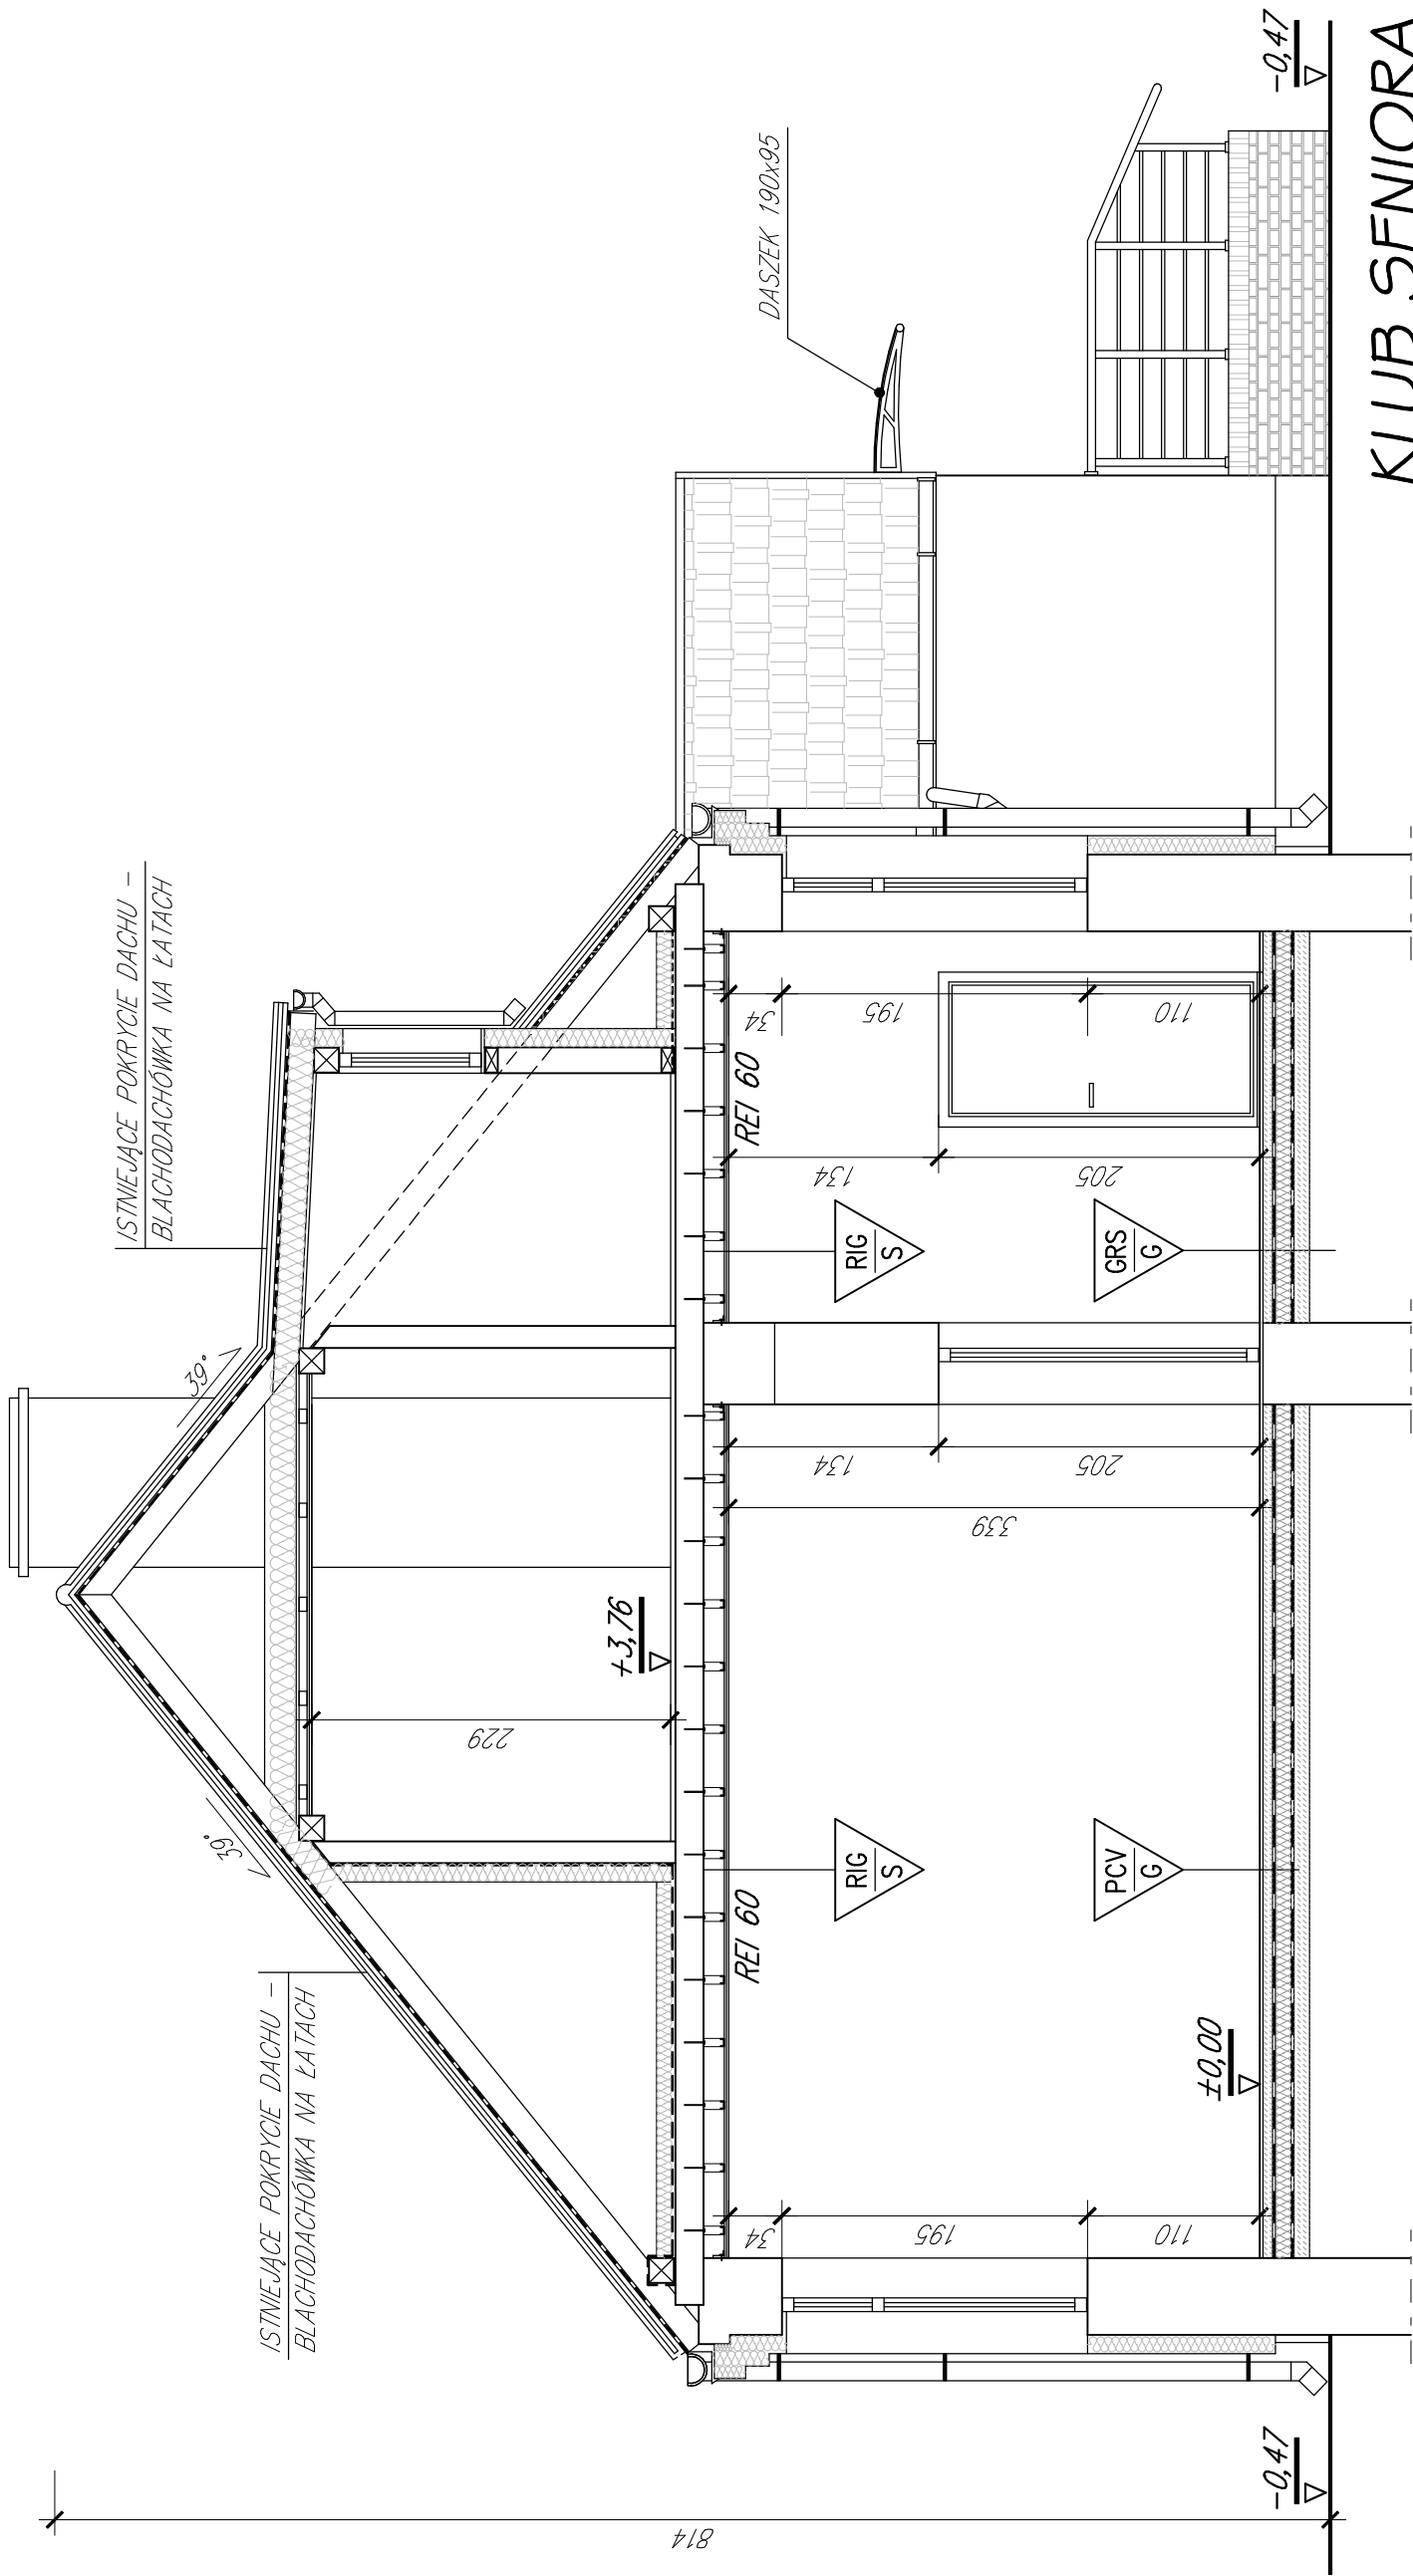 814
-0,47
ISTNIEJĄCE POKRYCIE DACHU -
BLACHODACHÓWKA NA ŁATACH
39°
39°
ISTNIEJĄCE POKRYCIE DACHU -
BLACHODACHÓWKA NA ŁATACH
229
+3,76
34
195
110
±0,00
REI 60
RIG
S
PCV
G
339
134
205
RIG
S
GRS
G
134
205
REI 60
34
195
110
DASZEK 190x95
-0,47
KLUB SENIORA